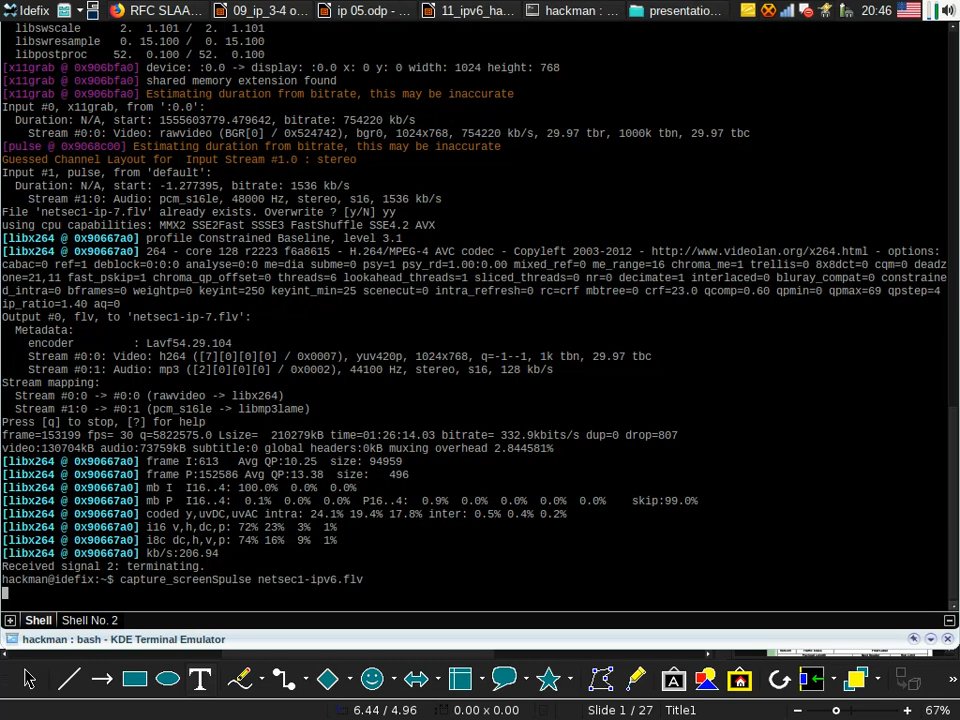 Idefix RFC SLAA... 09_ip_3-4 o... ip 05.odp - ... 11_ipv6_ha... hackman : ... presentatio... 20:46
libswscale 2. 1.101 / 2. 1.101
libswresample 0. 15.100 / 0. 15.100
libpostproc 52. 0.100 / 52. 0.100
[x11grab @ 0x906bfa0] device: :0.0 -> display: :0.0 x: 0 y: 0 width: 1024 height: 768
[x11grab @ 0x906bfa0] shared memory extension found
[x11grab @ 0x906bfa0] Estimating duration from bitrate, this may be inaccurate
Input #0, x11grab, from ':0.0':
Duration: N/A, start: 1555603779.479642, bitrate: 754220 kb/s
Stream #0:0: Video: rawvideo (BGR[0] / 0x524742), bgr0, 1024x768, 754220 kb/s, 29.97 tbr, 1000k tbn, 29.97 tbc
[pulse @ 0x9068c00] Estimating duration from bitrate, this may be inaccurate
Guessed Channel Layout for Input Stream #1.0 : stereo
Input #1, pulse, from 'default':
Duration: N/A, start: -1.277395, bitrate: 1536 kb/s
Stream #1:0: Audio: pcm_s16le, 48000 Hz, stereo, s16, 1536 kb/s
File 'netsec1-ip-7.flv' already exists. Overwrite ? [y/N] yy
using cpu capabilities: MMX2 SSE2Fast SSSE3 FastShuffle SSE4.2 AVX
[libx264 @ 0x90667a0] profile Constrained Baseline, level 3.1
[libx264 @ 0x90667a0] 264 - core 128 r2223 f6a8615 - H.264/MPEG-4 AVC codec - Copyleft 2003-2012 - http://www.videolan.org/x264.html - options:
cabac=0 ref=1 deblock=0:0:0 analyse=0:0 me=dia subme=0 psy=1 psy_rd=1.00:0.00 mixed_ref=0 me_range=16 chroma_me=1 trellis=0 8x8dct=0 cqm=0 deadz
one=21,11 fast_pskip=1 chroma_qp_offset=0 threads=6 lookahead_threads=1 sliced_threads=0 nr=0 decimate=1 interlaced=0 bluray_compat=0 constraine
d_intra=0 bframes=0 weightp=0 keyint=250 keyint_min=25 scenecut=0 intra_refresh=0 rc=crf mbtree=0 crf=23.0 qcomp=0.60 qpmin=0 qpmax=69 qpstep=4
ip_ratio=1.40 aq=0
Output #0, flv, to 'netsec1-ip-7.flv':
Metadata:
encoder : Lavf54.29.104
Stream #0:0: Video: h264 ([7][0][0][0] / 0x0007), yuv420p, 1024x768, q=-1--1, 1k tbn, 29.97 tbc
Stream #0:1: Audio: mp3 ([2][0][0][0] / 0x0002), 44100 Hz, stereo, s16, 128 kb/s
Stream mapping:
Stream #0:0 -> #0:0 (rawvideo -> libx264)
Stream #1:0 -> #0:1 (pcm_s16le -> libmp3lame)
Press [q] to stop, [?] for help
frame=153199 fps= 30 q=5822575.0 Lsize= 210279kB time=01:26:14.03 bitrate= 332.9kbits/s dup=0 drop=807
video:130704kB audio:73759kB subtitle:0 global headers:0kB muxing overhead 2.844581%
[libx264 @ 0x90667a0] frame I:613 Avg QP:10.25 size: 94959
[libx264 @ 0x90667a0] frame P:152586 Avg QP:13.38 size: 496
[libx264 @ 0x90667a0] mb I I16..4: 100.0% 0.0% 0.0%
[libx264 @ 0x90667a0] mb P I16..4: 0.1% 0.0% 0.0% P16..4: 0.9% 0.0% 0.0% 0.0% 0.0% skip:99.0%
[libx264 @ 0x90667a0] coded y,uvDC,uvAC intra: 24.1% 19.4% 17.8% inter: 0.5% 0.4% 0.2%
[libx264 @ 0x90667a0] i16 v,h,dc,p: 72% 23% 3% 1%
[libx264 @ 0x90667a0] i8c dc,h,v,p: 74% 16% 9% 1%
[libx264 @ 0x90667a0] kb/s:206.94
Received signal 2: terminating.
hackman@idefix:~$ capture_screenSpulse netsec1-ipv6.flv
Shell Shell No. 2
hackman : bash - KDE Terminal Emulator
6.44 / 4.96 0.00 x 0.00 Slide 1 / 27 Title1 67%